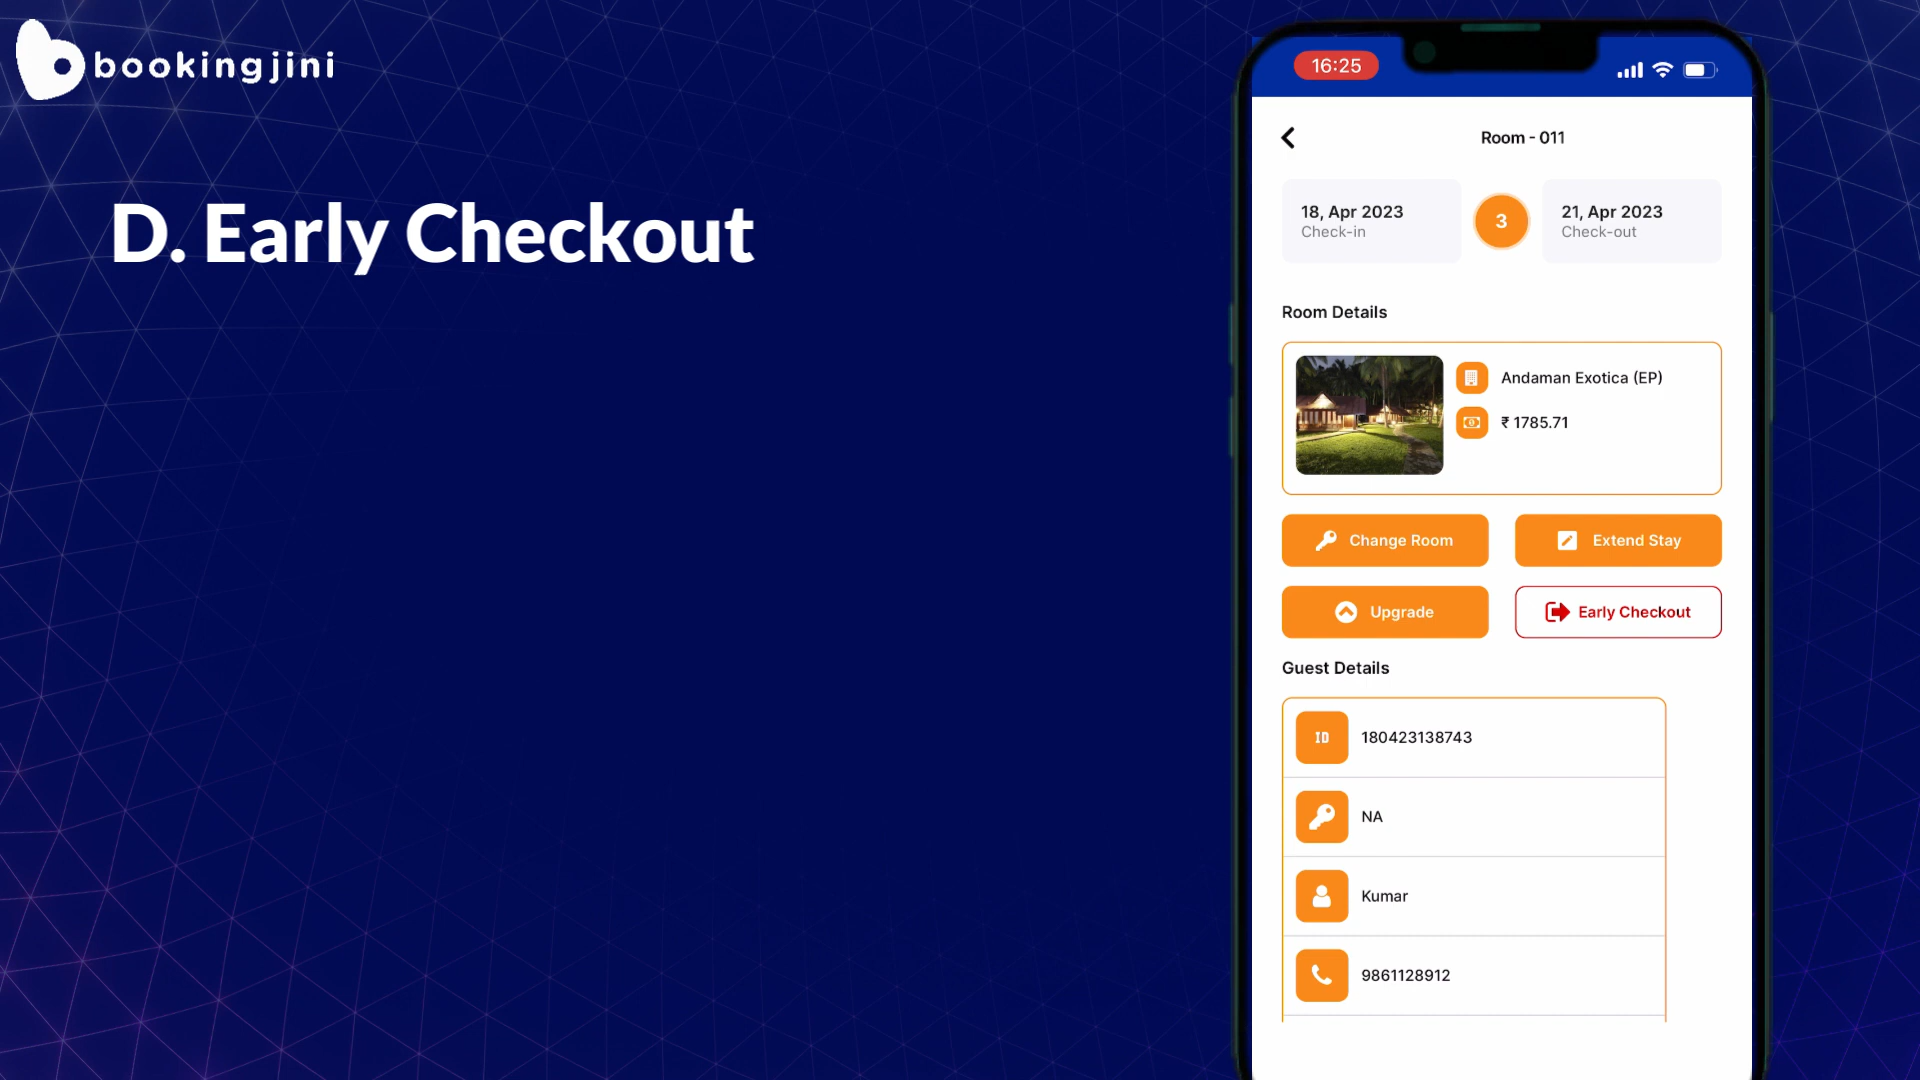 bookingjini
D. Early Checkout
16:25
Room - 011
18, Apr 2023
Check-in
3
21, Apr 2023
Check-out
Room Details
Andaman Exotica (EP)
₹ 1785.71
Change Room
Extend Stay
Upgrade
Early Checkout
Guest Details
ID
180423138743
NA
Kumar
9861128912